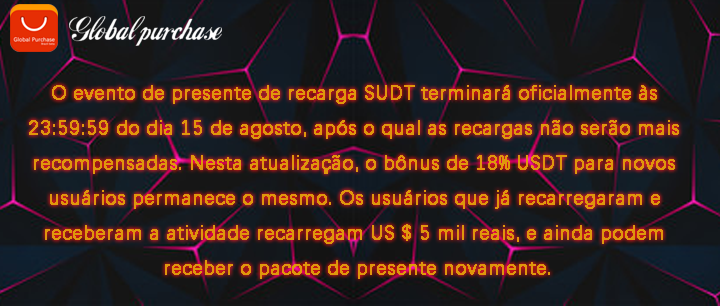 Global purchase
Global Purchase
O evento de presente de recarga SUDT terminará oficialmente às
23:59:59 do dia 15 de agosto, após o qual as recargas não serão mais
recompensadas. Nesta atualização, o bônus de 18% USDT para novos
usuários permanece o mesmo. Os usuários que já recarregaram e
receberam a atividade recarregam US $ 5 mil reais, e ainda podem
receber o pacote de presente novamente.